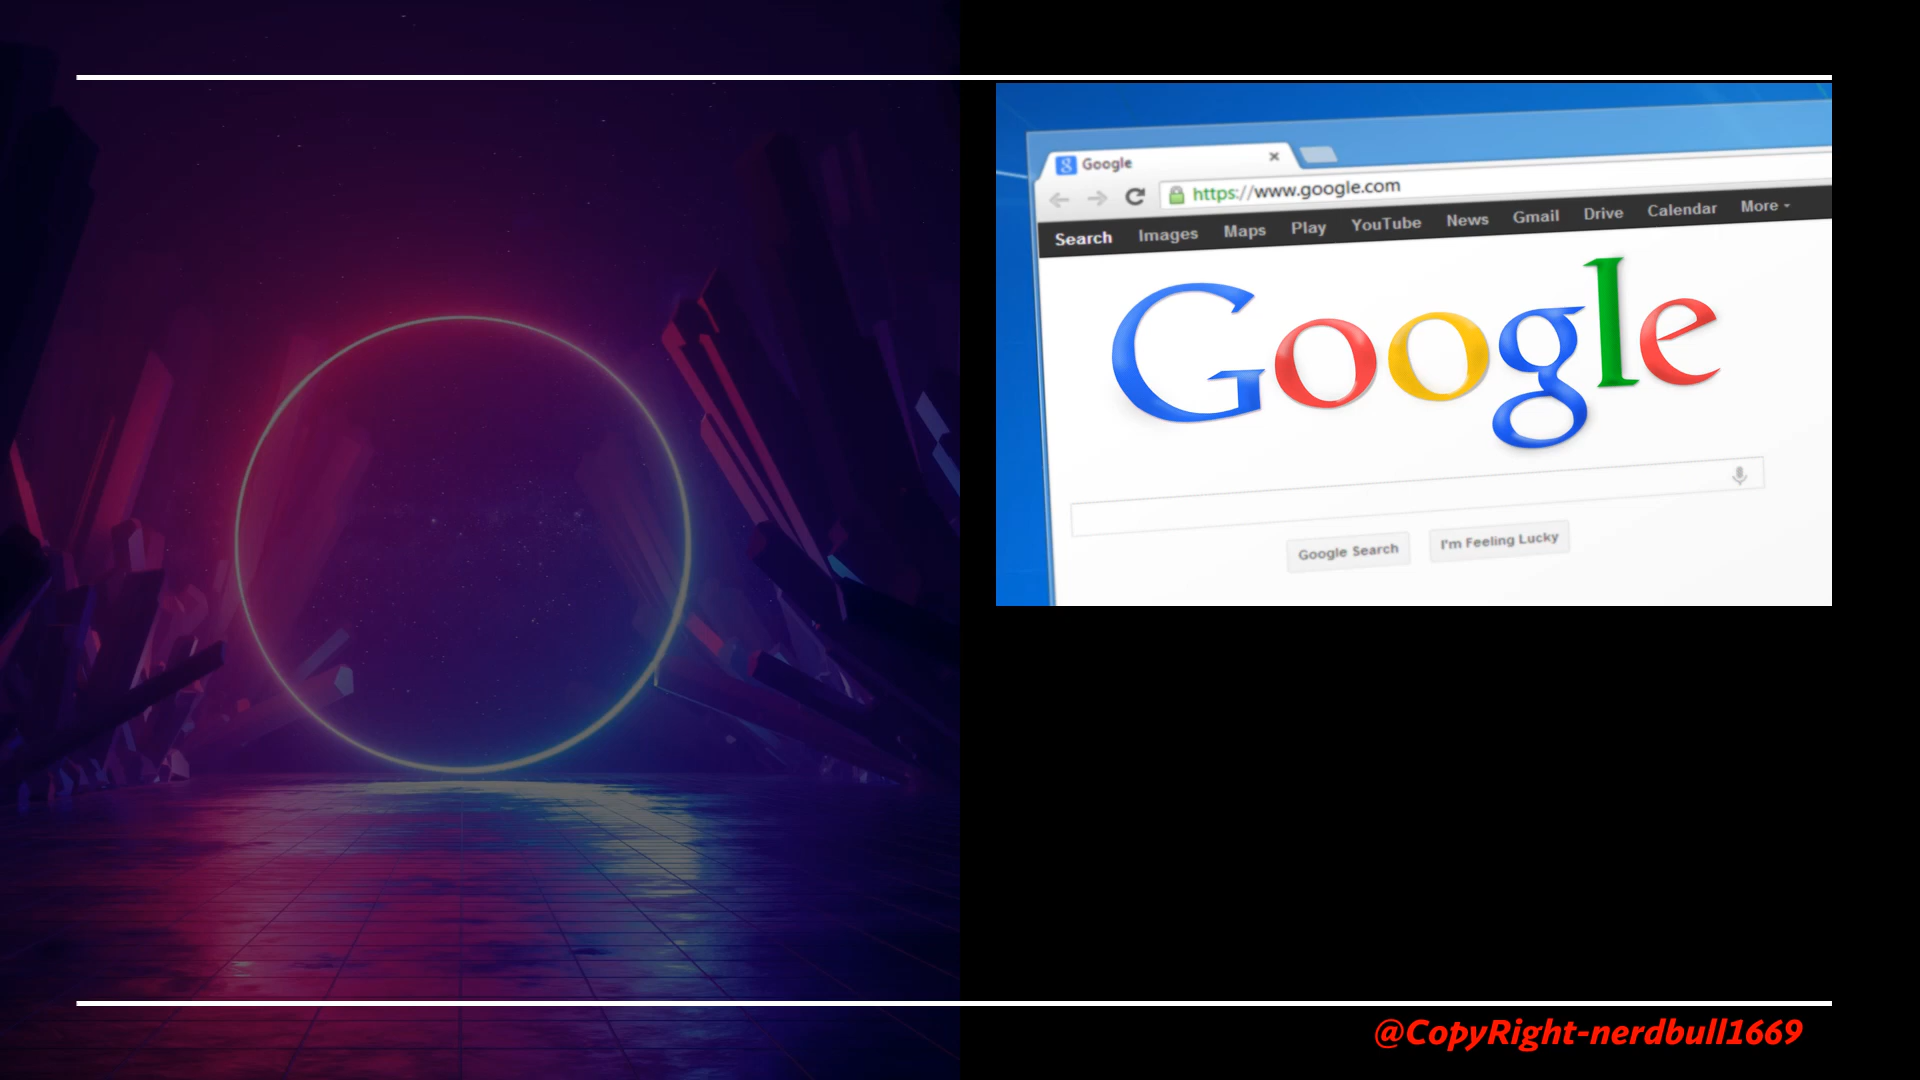 Google
https://www.google.com
Search Images Maps Play YouTube News Gmail Drive Calendar More
Google
Google Search I'm Feeling Lucky
@CopyRight-nerdbull1669